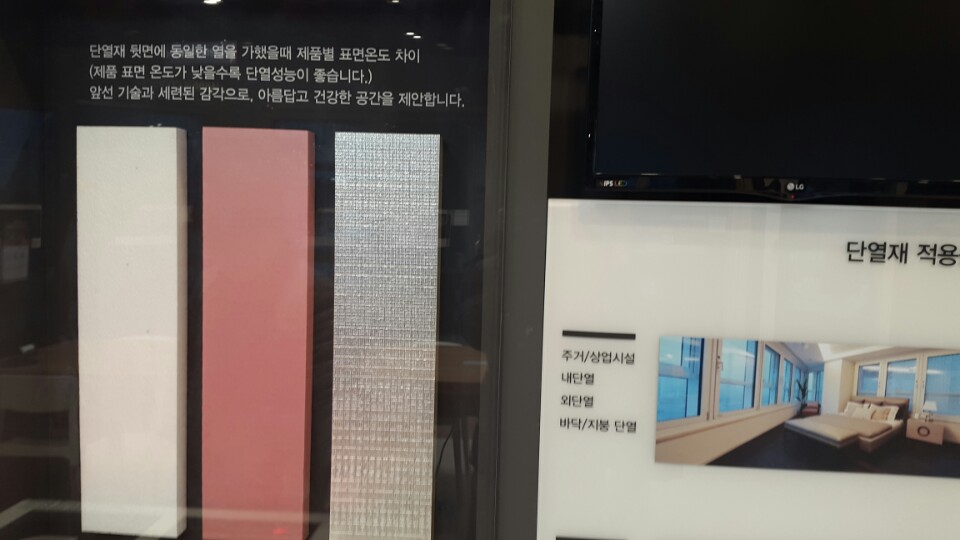 단열재 뒷면에 동일한 열을 가했을때 제품별 표면온도 차이
(제품 표면 온도가 낮을수록 단열성능이 좋습니다.)
앞선 기술과 세련된 감각으로, 아름답고 건강한 공간을 제안합니다.
IPS
LG
단열재 적용
주거/상업시설
내단열
외단열
바닥/지붕 단열